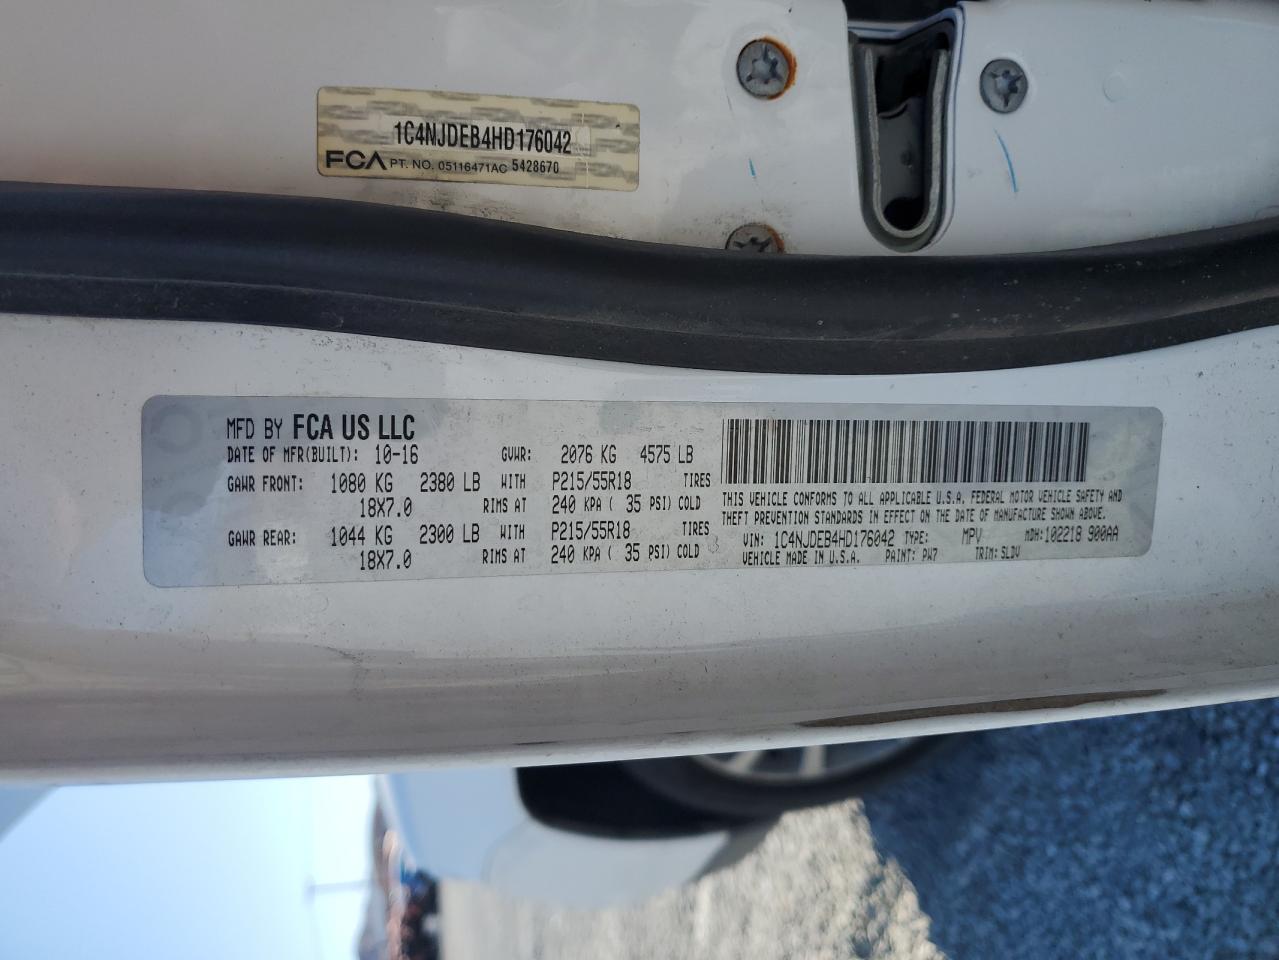 1C4NJDEB4HD176042
FCA PT. NO. 05116471AC 5428670
MFD BY FCA US LLC
DATE OF MFR(BUILT): 10-16 GVWR: 2076 KG 4575 LB
GAWR FRONT: 1080 KG 2380 LB WITH P215/55R18 TIRES
18X7.0 RIMS AT 240 KPA ( 35 PSI) COLD
GAWR REAR: 1044 KG 2300 LB WITH P215/55R18 TIRES
18X7.0 RIMS AT 240 KPA ( 35 PSI) COLD
THIS VEHICLE CONFORMS TO ALL APPLICABLE U.S.A. FEDERAL MOTOR VEHICLE SAFETY AND
THEFT PREVENTION STANDARDS IN EFFECT ON THE DATE OF MANUFACTURE SHOWN ABOVE.
VIN: 1C4NJDEB4HD176042 TYPE: MPV MDH: 102218 900AA
VEHICLE MADE IN U.S.A. PAINT: PW7 TRIM: SLDV